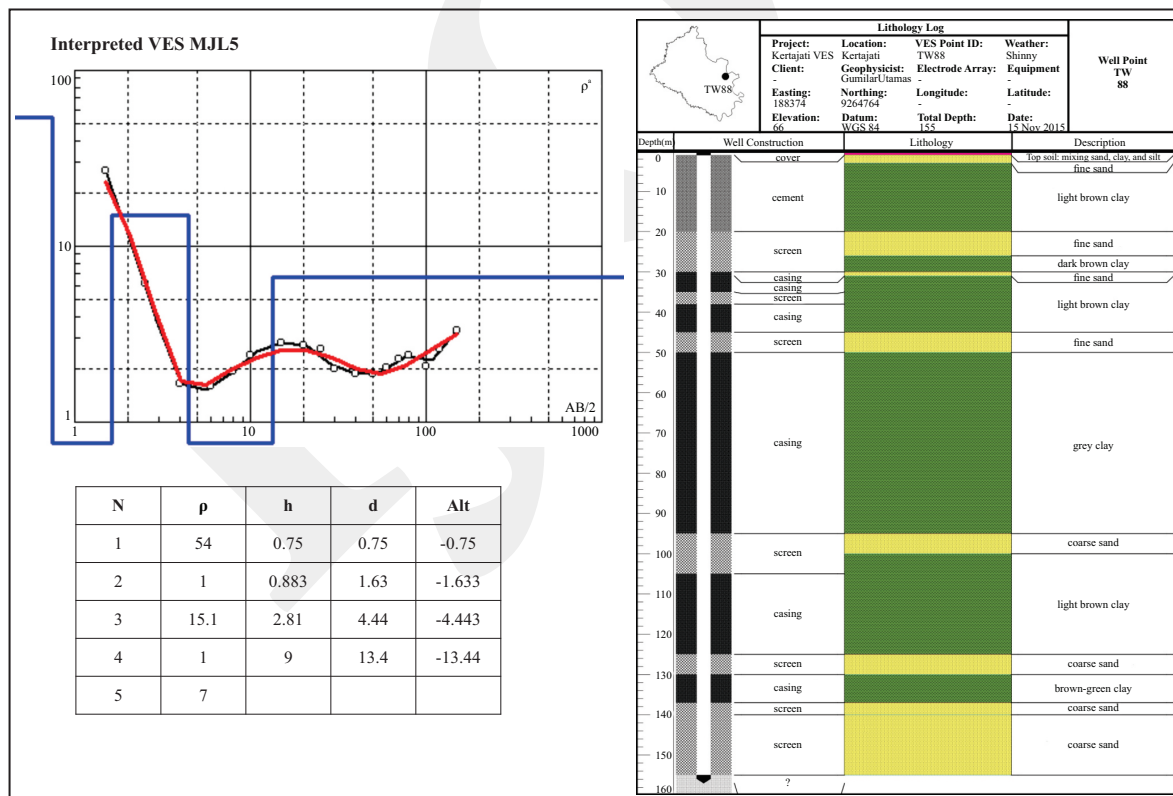 Interpreted VES MJL5
100
ρª
10
1
AB/2
1
10
100
1000
N ρ h d Alt
1 54 0.75 0.75 -0.75
2 1 0.883 1.63 -1.633
3 15.1 2.81 4.44 -4.443
4 1 9 13.4 -13.44
5 7
TW88
Lithology Log
Project: Location: VES Point ID: Weather:
Kertajati VES Kertajati TW88 Shinny
Client: Geophysicist: Electrode Array: Equipment
- GumilarUtamas - -
Easting: Northing: Longitude: Latitude:
188374 9264764 - -
Elevation: Datum: Total Depth: Date:
66 WGS 84 155 15 Nov 2015
Well Point
TW
88
Depth(m) Well Construction Lithology Description
0
10
20
30
40
50
60
70
80
90
100
110
120
130
140
150
160
cover
cement
screen
casing
casing
screen
casing
screen
casing
screen
casing
screen
casing
screen
screen
?
Top soil: mixing sand, clay, and silt
fine sand
light brown clay
fine sand
dark brown clay
fine sand
light brown clay
fine sand
grey clay
coarse sand
light brown clay
coarse sand
brown-green clay
coarse sand
coarse sand